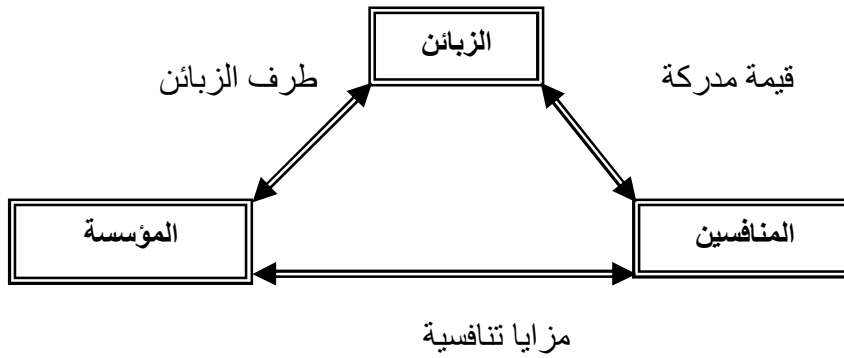 الزبائن
قيمة مدركة
طرف الزبائن
المنافسين
المؤسسة
مزايا تنافسية